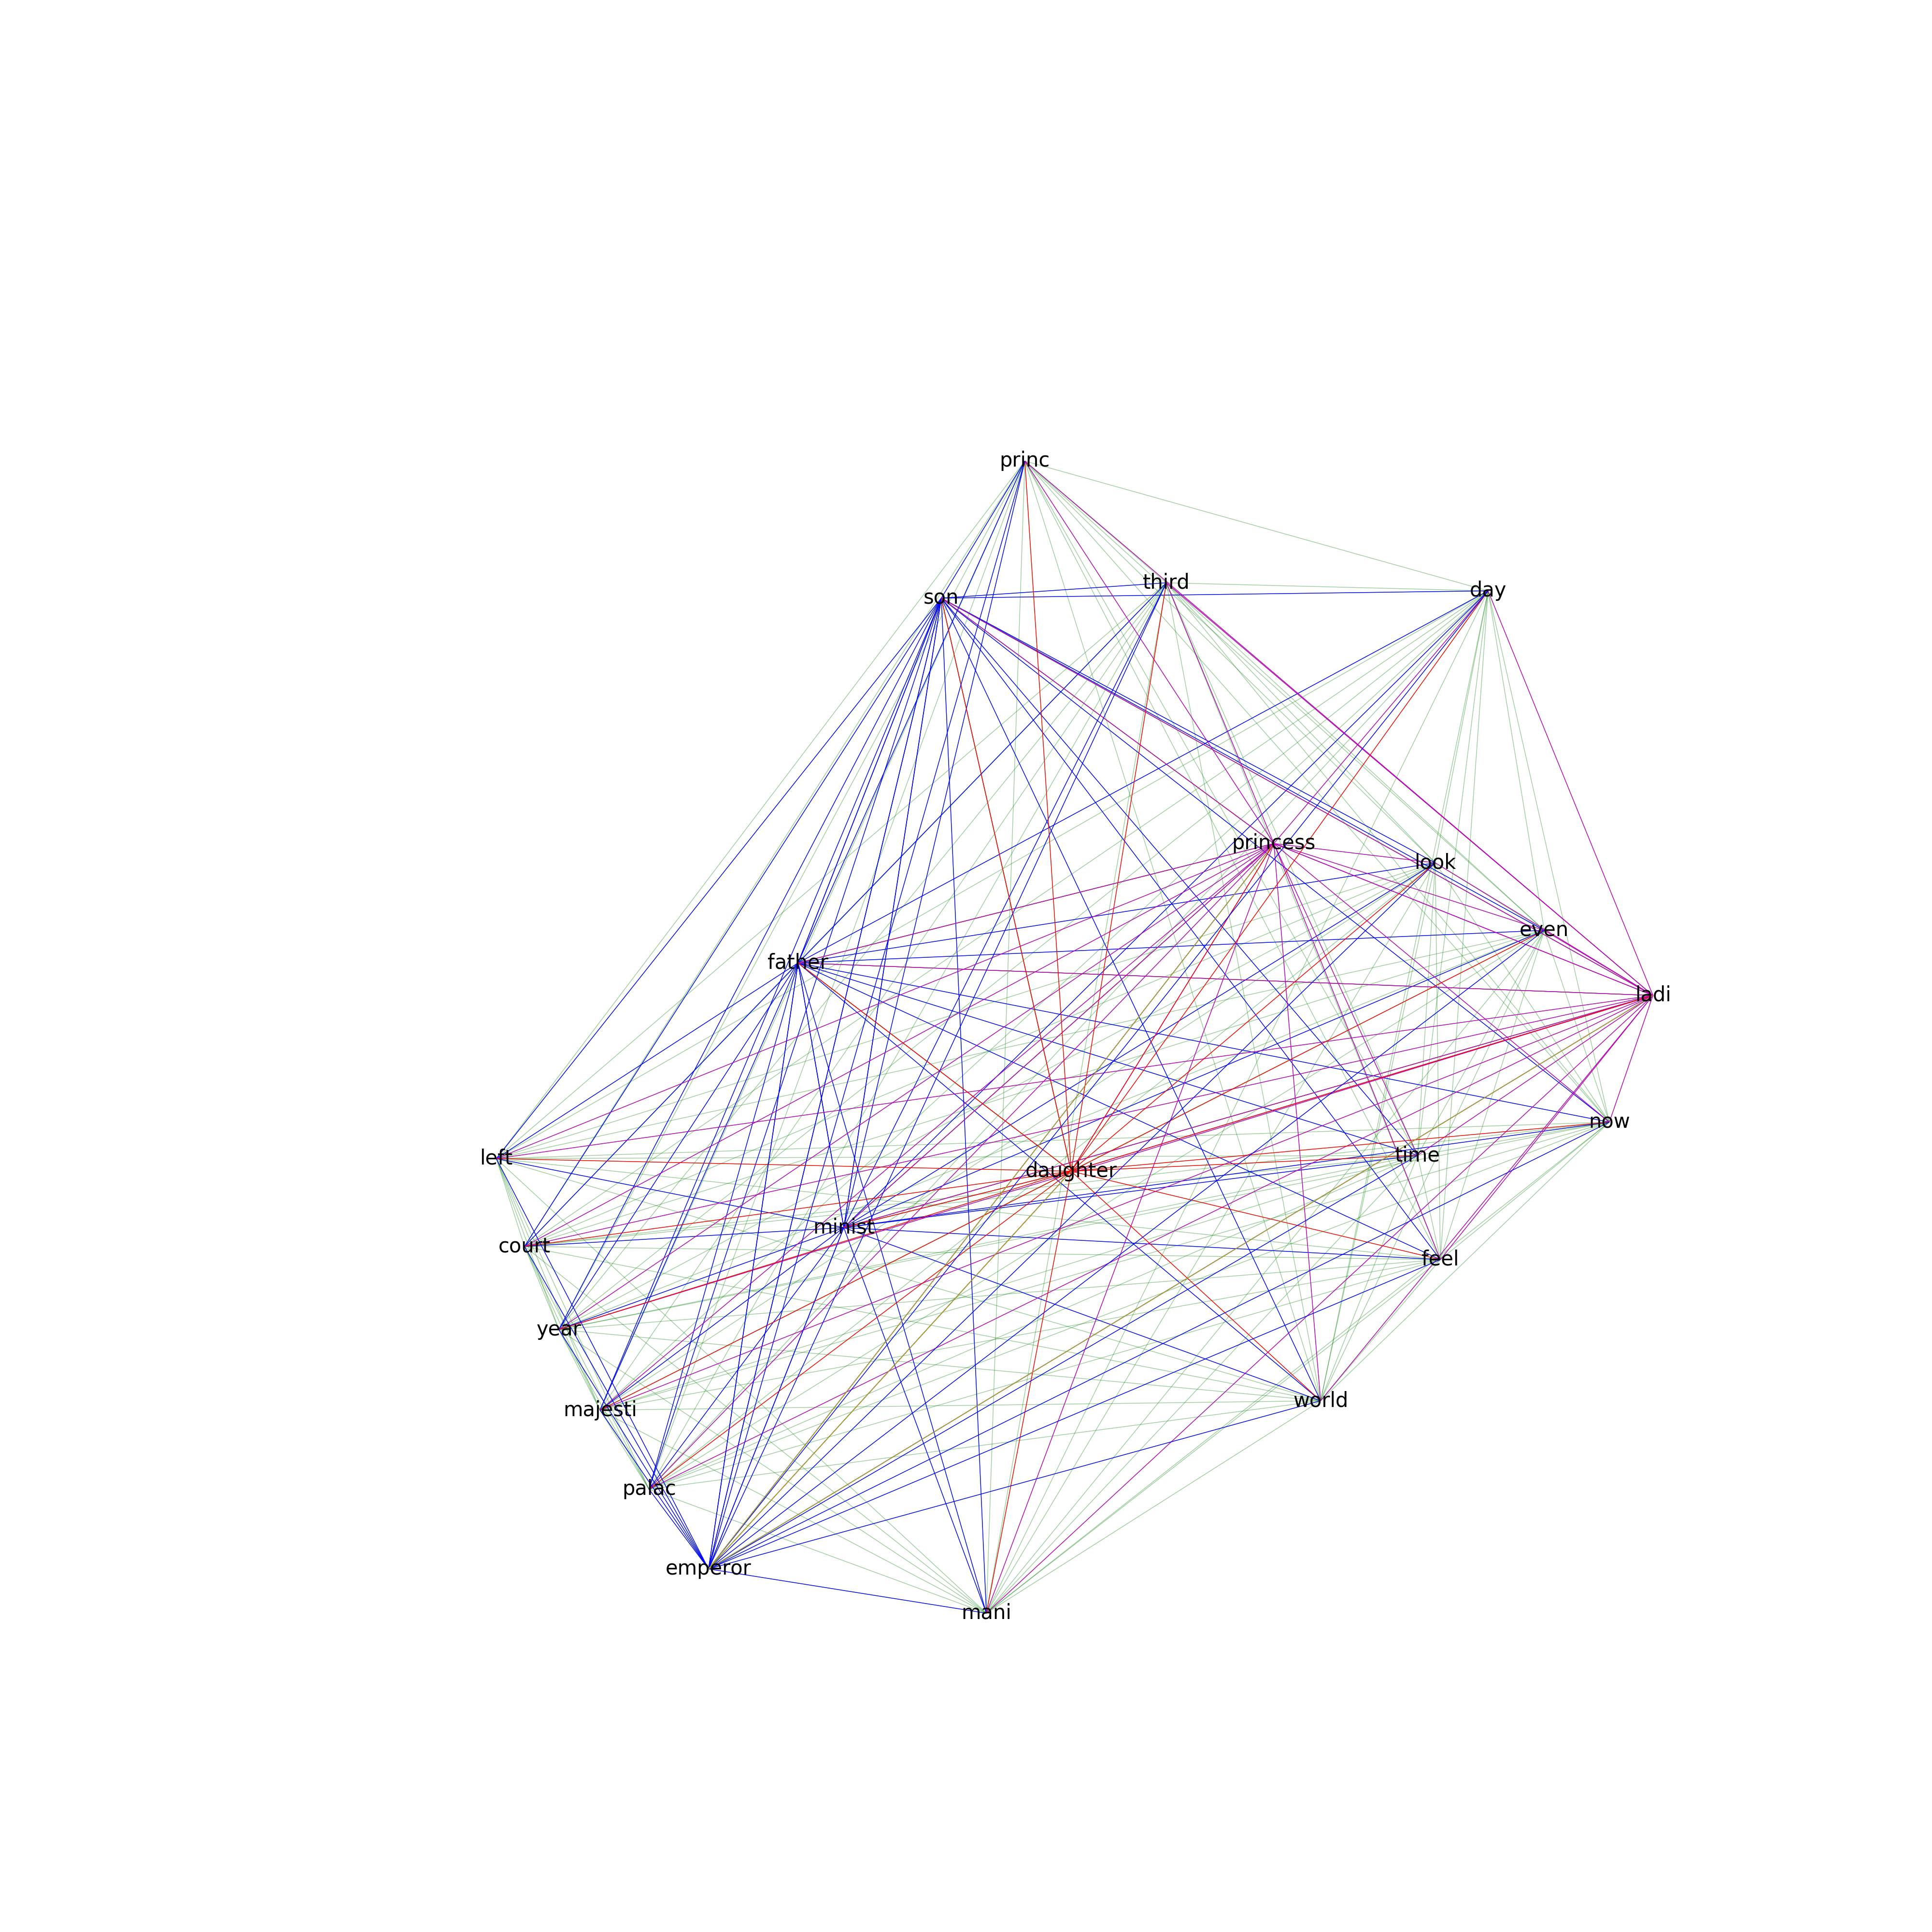 princ
third
day
son
princess
look
even
father
ladi
now
time
left
daughter
minist
court
feel
year
world
majesti
palac
emperor
mani